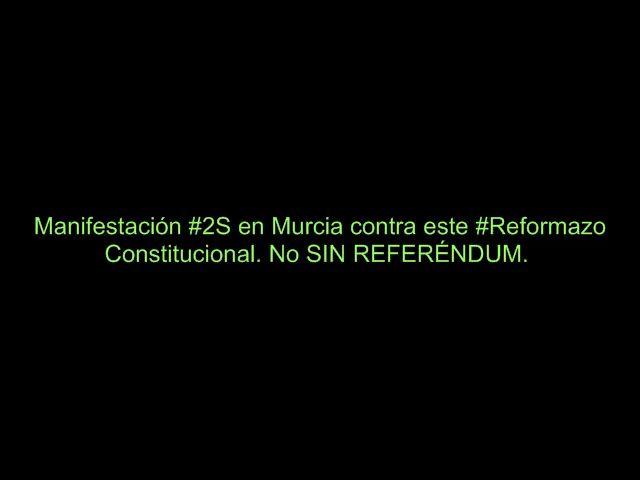 Manifestación #2S en Murcia contra este #Reformazo
Constitucional. No SIN REFERÉNDUM.